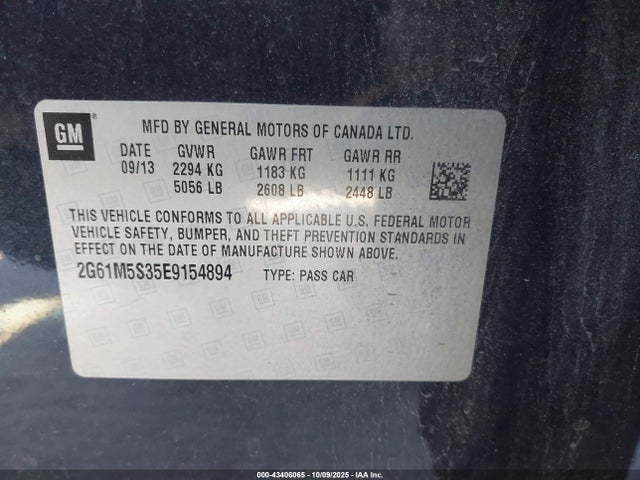 GM
MFD BY GENERAL MOTORS OF CANADA LTD.
DATE GVWR GAWR FRT GAWR RR
09/13 2294 KG 1183 KG 1111 KG
5056 LB 2608 LB 2448 LB
THIS VEHICLE CONFORMS TO ALL APPLICABLE U.S. FEDERAL MOTOR
VEHICLE SAFETY, BUMPER, AND THEFT PREVENTION STANDARDS IN
EFFECT ON THE DATE OF MANUFACTURE SHOWN ABOVE.
2G61M5S35E9154894 TYPE: PASS CAR
000-43406065 - 10/09/2025 - IAA Inc.